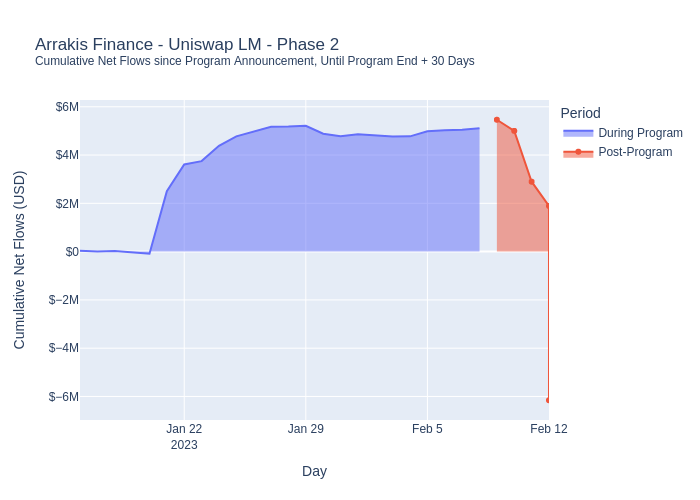 Arrakis Finance - Uniswap LM - Phase 2
Cumulative Net Flows since Program Announcement, Until Program End + 30 Days
Period
During Program
Post-Program
Cumulative Net Flows (USD)
$6M
$4M
$2M
$0
$−2M
$−4M
$−6M
Jan 22
2023
Jan 29
Feb 5
Feb 12
Day